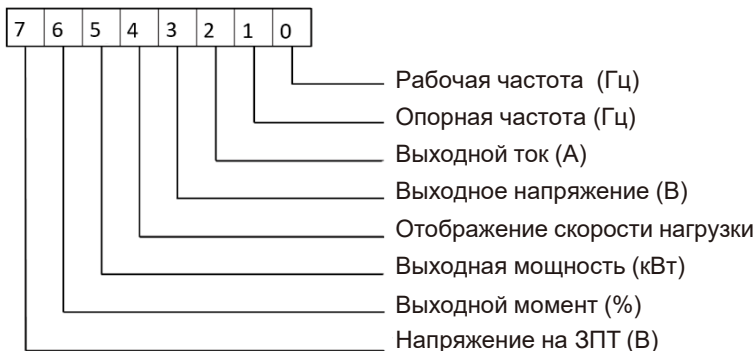 7 6 5 4 3 2 1 0
Рабочая частота (Гц)
Опорная частота (Гц)
Выходной ток (А)
Выходное напряжение (В)
Отображение скорости нагрузки
Выходная мощность (кВт)
Выходной момент (%)
Напряжение на ЗПТ (В)